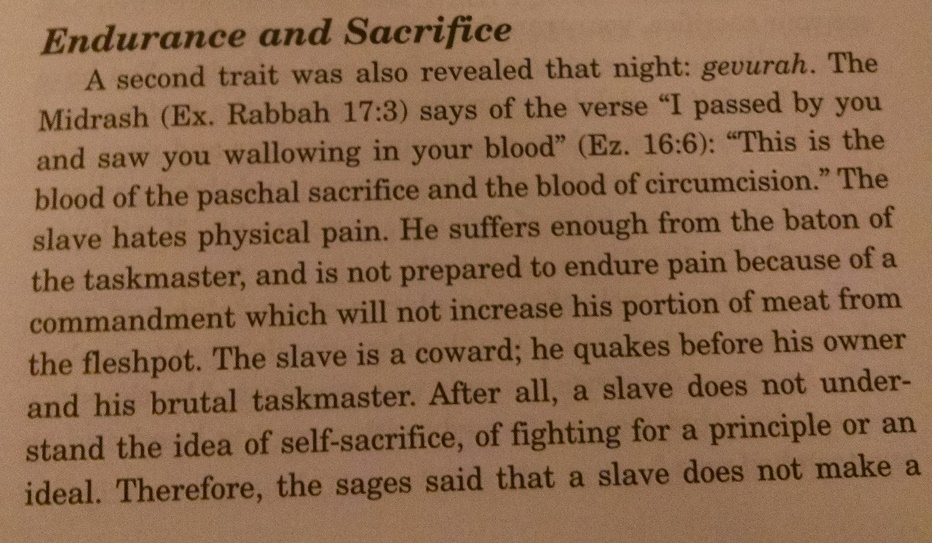 Endurance and Sacrifice
A second trait was also revealed that night: gevurah. The
Midrash (Ex. Rabbah 17:3) says of the verse “I passed by you
and saw you wallowing in your blood” (Ez. 16:6): “This is the
blood of the paschal sacrifice and the blood of circumcision.” The
slave hates physical pain. He suffers enough from the baton of
the taskmaster, and is not prepared to endure pain because of a
commandment which will not increase his portion of meat from
the fleshpot. The slave is a coward; he quakes before his owner
and his brutal taskmaster. After all, a slave does not under-
stand the idea of self-sacrifice, of fighting for a principle or an
ideal. Therefore, the sages said that a slave does not make a